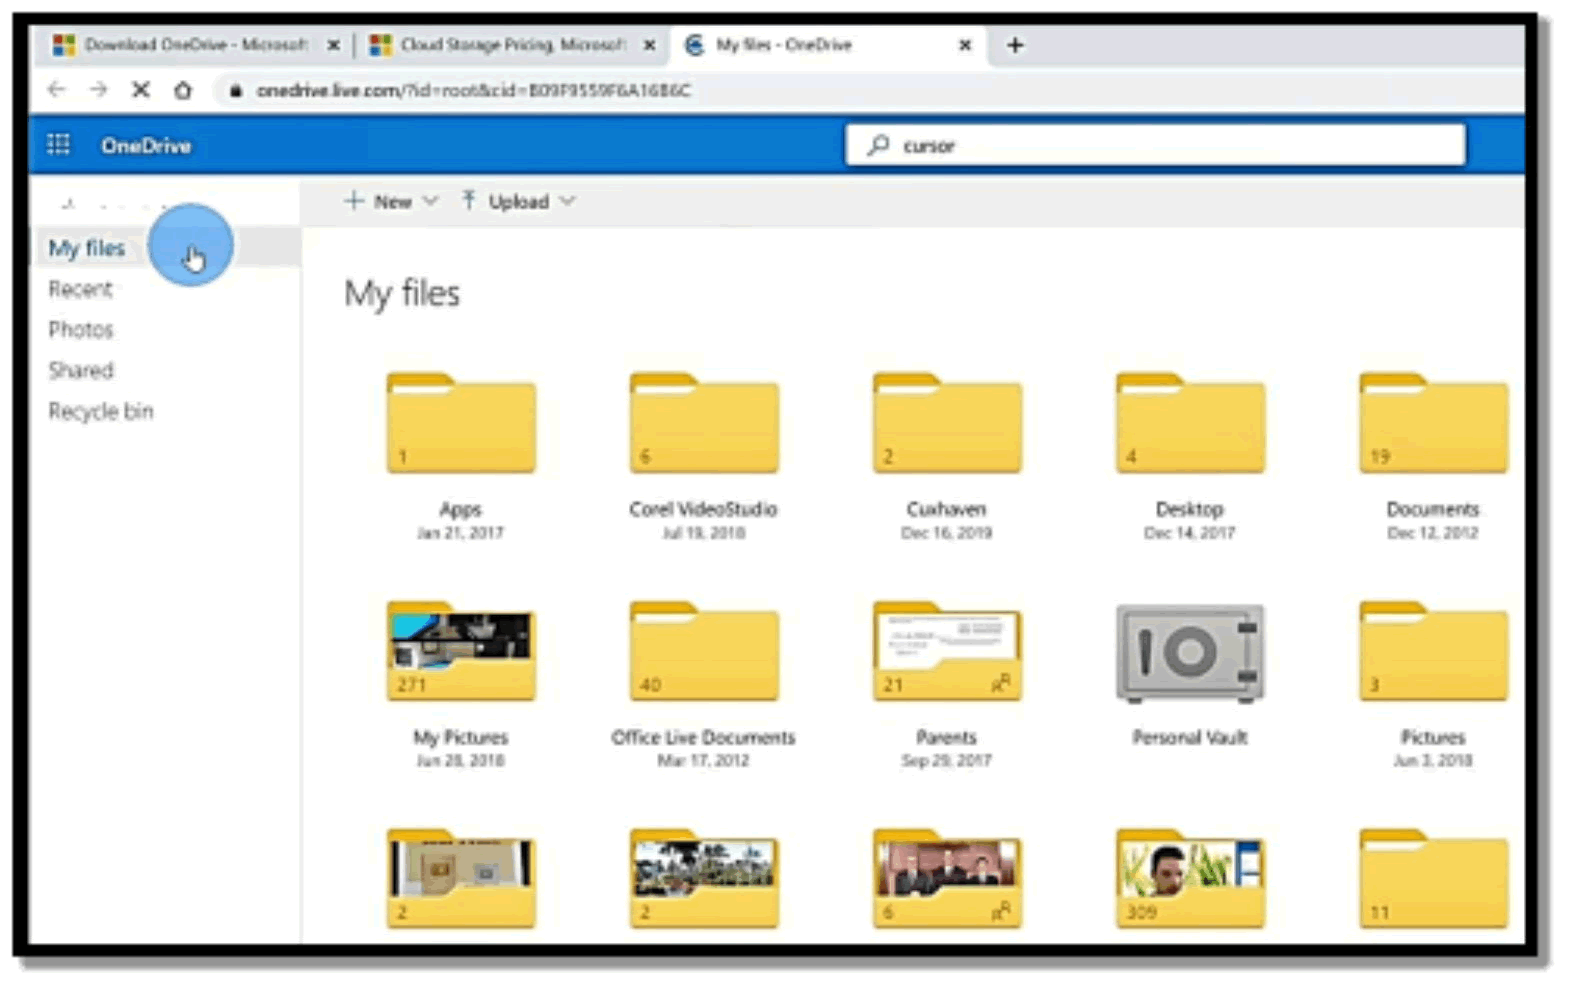 Download OneDrive - Microsoft
Cloud Storage Pricing, Microsoft
My files - OneDrive
onedrive.live.com/?id=root&cid=B09F9559F6A16B6C
OneDrive
cursor
New
Upload
My files
Recent
Photos
Shared
Recycle bin
My files
1
6
2
4
19
Apps
Corel VideoStudio
Cuxhaven
Desktop
Documents
Jan 21, 2017
Jul 19, 2018
Dec 16, 2019
Dec 14, 2017
Dec 12, 2012
271
40
21
3
My Pictures
Office Live Documents
Parents
Personal Vault
Pictures
Jun 28, 2018
Mar 17, 2012
Sep 29, 2017
Jun 3, 2018
2
2
6
309
11